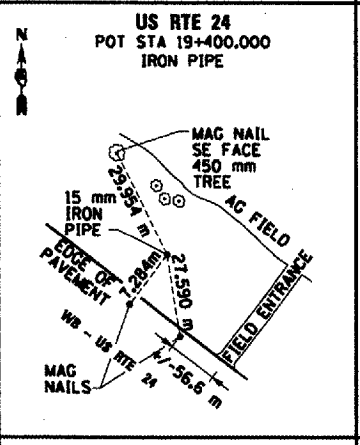 US RTE 24
POT STA 19+400.000
IRON PIPE
N
MAG NAIL
SE FACE
450 mm
TREE
29.954 m
15 mm
IRON
PIPE
AG FIELD
27.590 m
7.284m
EDGE OF
PAVEMENT
FIELD ENTRANCE
WB - US RTE 24
MAG
NAILS
+/-56.6 m